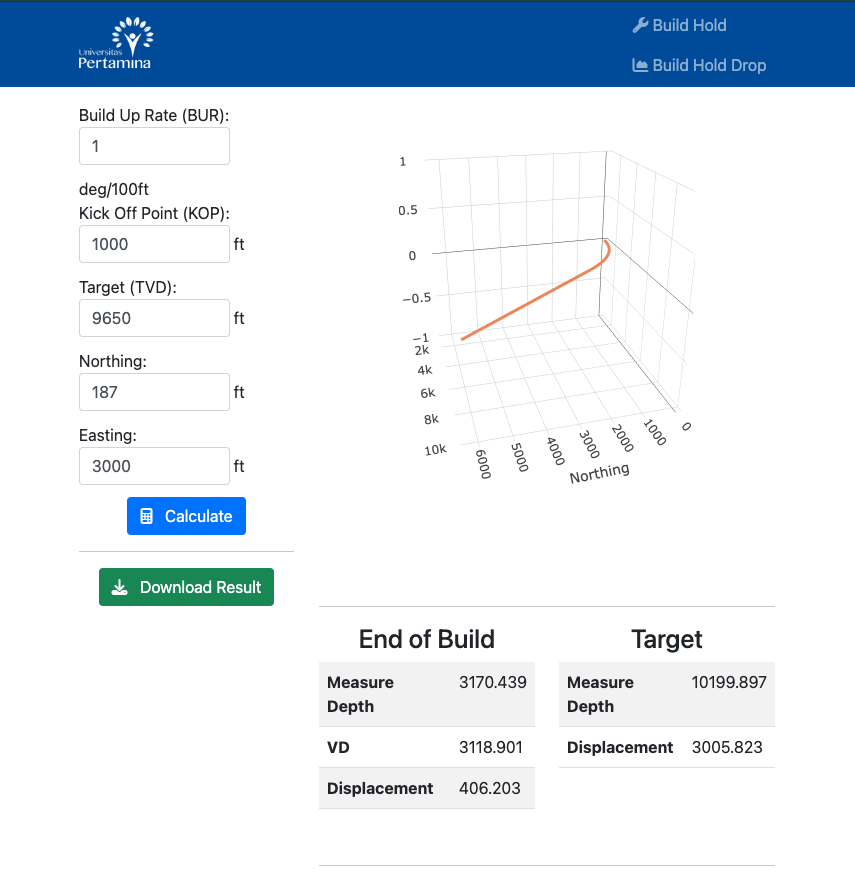 Universitas
Pertamina
Build Hold
Build Hold Drop
Build Up Rate (BUR):
1
deg/100ft
Kick Off Point (KOP):
1000 ft
Target (TVD):
9650 ft
Northing:
187 ft
Easting:
3000 ft
Calculate
Download Result
1
0.5
0
−0.5
−1
2k
4k
6k
8k
10k
6000
5000
4000
3000
2000
1000
0
Northing
End of Build
Measure Depth 3170.439
VD 3118.901
Displacement 406.203
Target
Measure Depth 10199.897
Displacement 3005.823